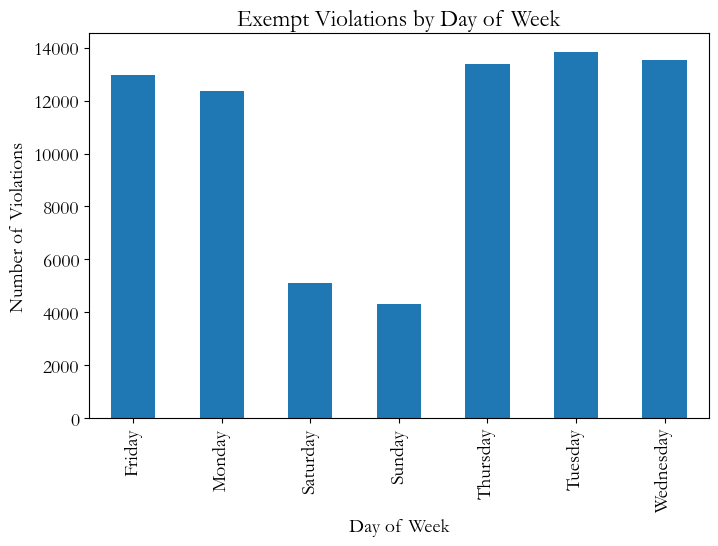 Exempt Violations by Day of Week
Number of Violations
14000
12000
10000
8000
6000
4000
2000
0
Friday
Monday
Saturday
Sunday
Thursday
Tuesday
Wednesday
Day of Week